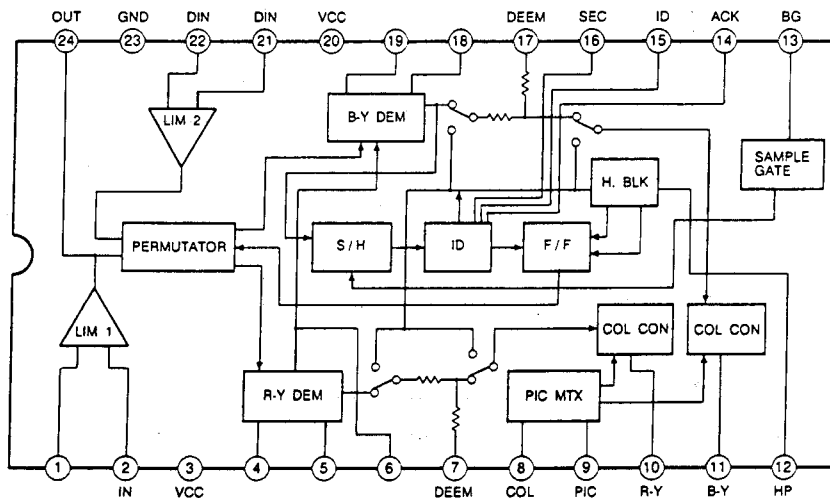 OUT GND DIN DIN VCC DEEM SEC ID ACK BG
24 23 22 21 20 19 18 17 16 15 14 13
LIM 2
B-Y DEM
SAMPLE
GATE
H. BLK
PERMUTATOR
S/H
ID
F/F
LIM 1
COL CON
COL CON
R-Y DEM
PIC MTX
1 2 3 4 5 6 7 8 9 10 11 12
IN VCC DEEM COL PIC R-Y B-Y HP